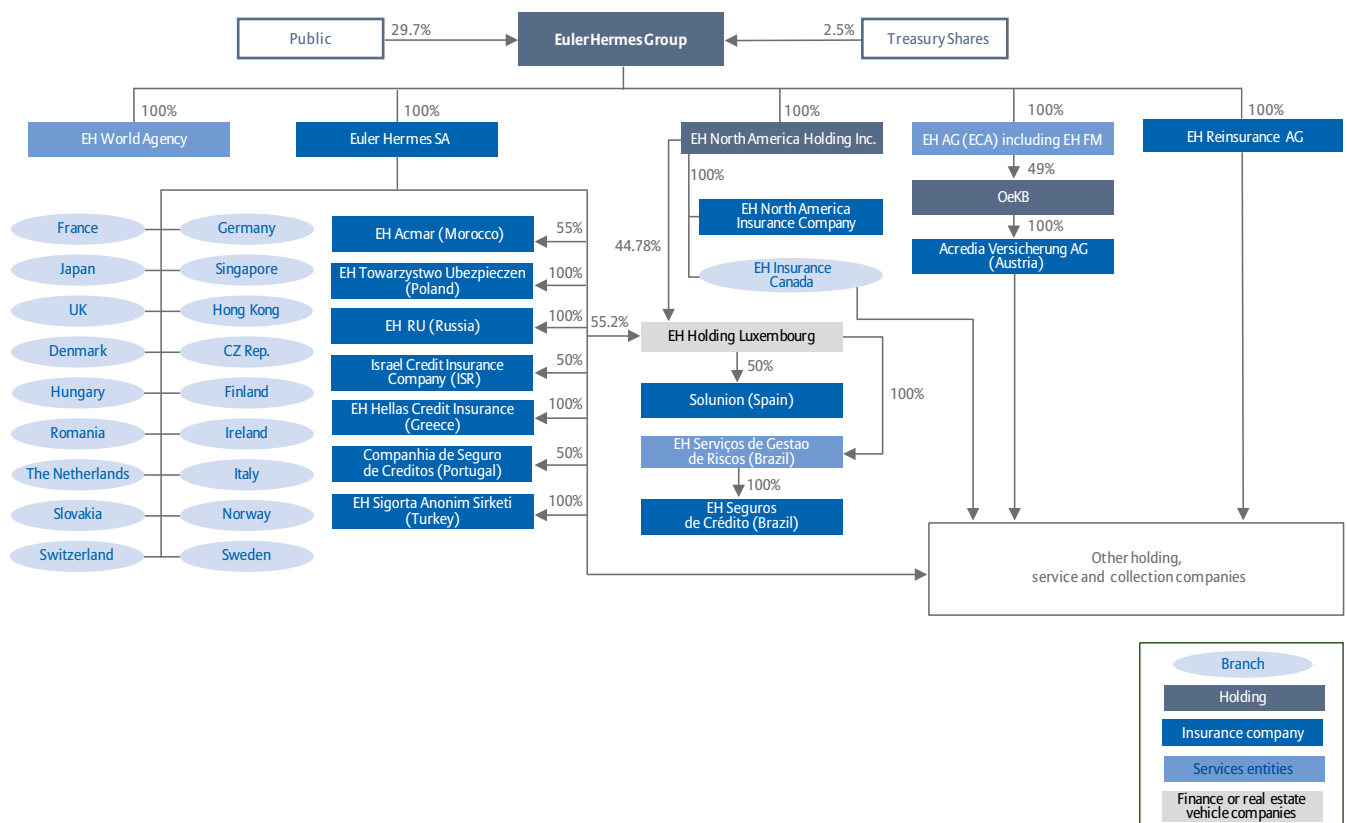 Public
29.7%
Euler Hermes Group
2.5%
Treasury Shares
100%
100%
100%
100%
100%
EH World Agency
Euler Hermes SA
EH North America Holding Inc.
EH AG (ECA) including EH FM
EH Reinsurance AG
100%
49%
OeKB
100%
Acredia Versicherung AG
(Austria)
EH North America
Insurance Company
EH Insurance
Canada
44.78%
France
Germany
Japan
Singapore
UK
Hong Kong
Denmark
CZ Rep.
Hungary
Finland
Romania
Ireland
The Netherlands
Italy
Slovakia
Norway
Switzerland
Sweden
EH Acmar (Morocco)
55%
EH Towarzystwo Ubezpieczen
(Poland)
100%
EH RU (Russia)
100%
Israel Credit Insurance
Company (ISR)
50%
EH Hellas Credit Insurance
(Greece)
100%
Companhia de Seguro
de Creditos (Portugal)
50%
EH Sigorta Anonim Sirketi
(Turkey)
100%
55.2%
EH Holding Luxembourg
50%
100%
Solunion (Spain)
EH Serviços de Gestao
de Riscos (Brazil)
100%
EH Seguros
de Crédito (Brazil)
Other holding,
service and collection companies
Branch
Holding
Insurance company
Services entities
Finance or real estate
vehicle companies